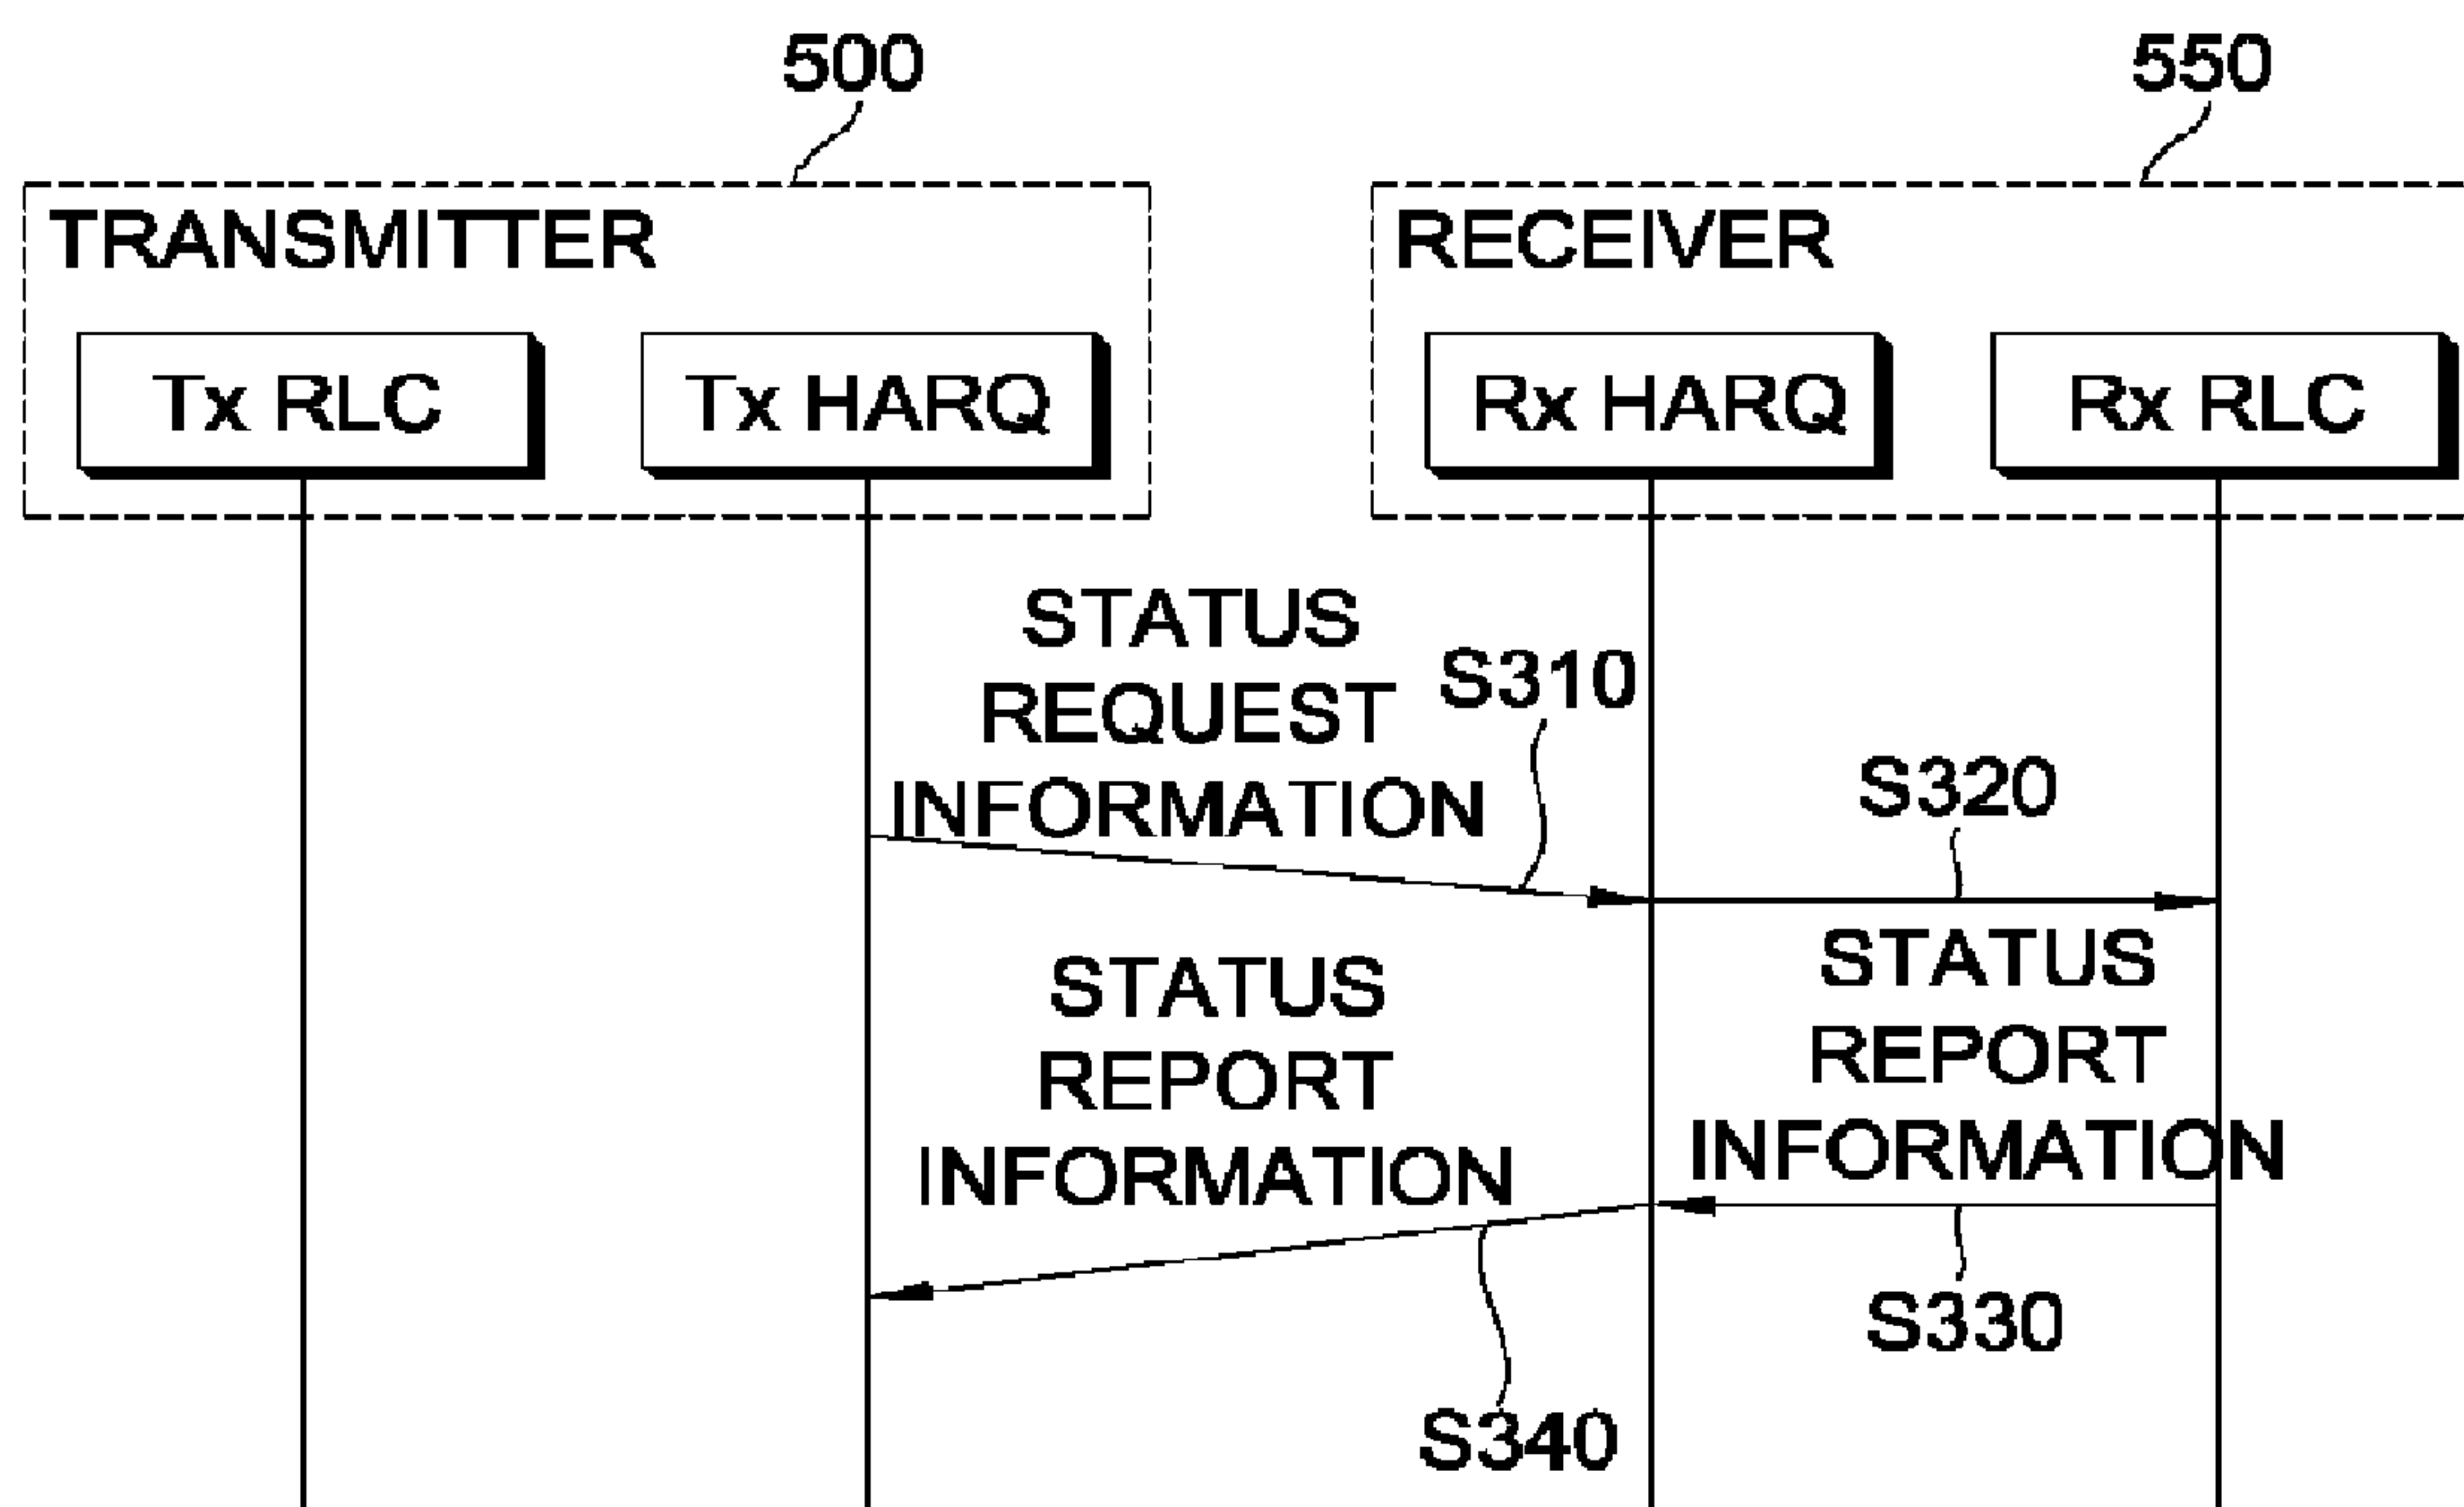 500
550
TRANSMITTER
RECEIVER
Tx RLC
Tx HARQ
Rx HARQ
Rx RLC
STATUS
REQUEST
INFORMATION
S310
S320
STATUS
REPORT
INFORMATION
STATUS
REPORT
INFORMATION
S330
S340